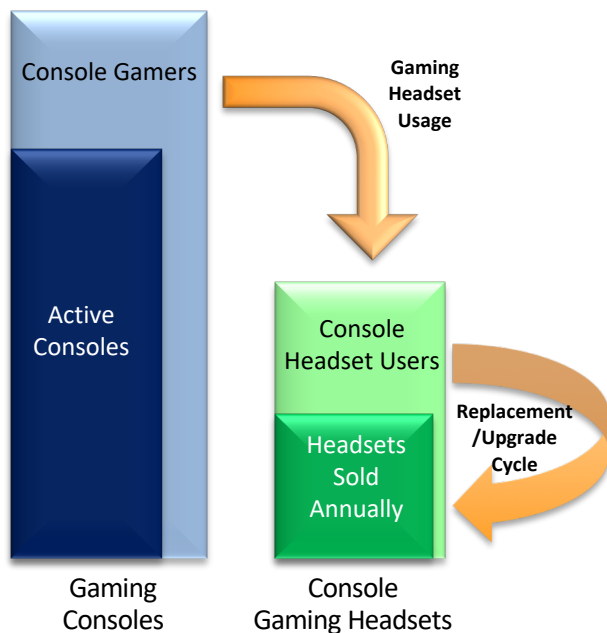 Console Gamers
Gaming
Headset
Usage
Active
Consoles
Console
Headset Users
Replacement
/Upgrade
Cycle
Headsets
Sold
Annually
Gaming
Consoles
Console
Gaming Headsets